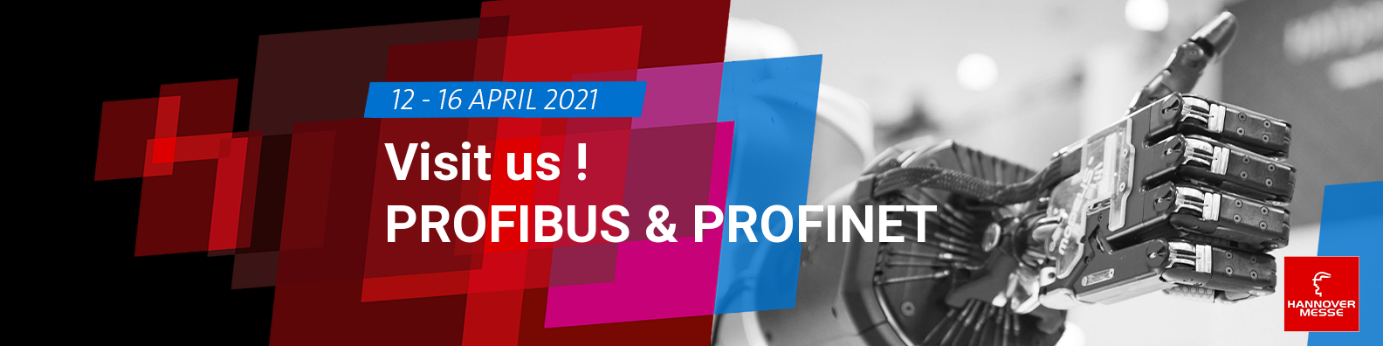 12 - 16 APRIL 2021
Visit us !
PROFIBUS & PROFINET
HANNOVER
MESSE